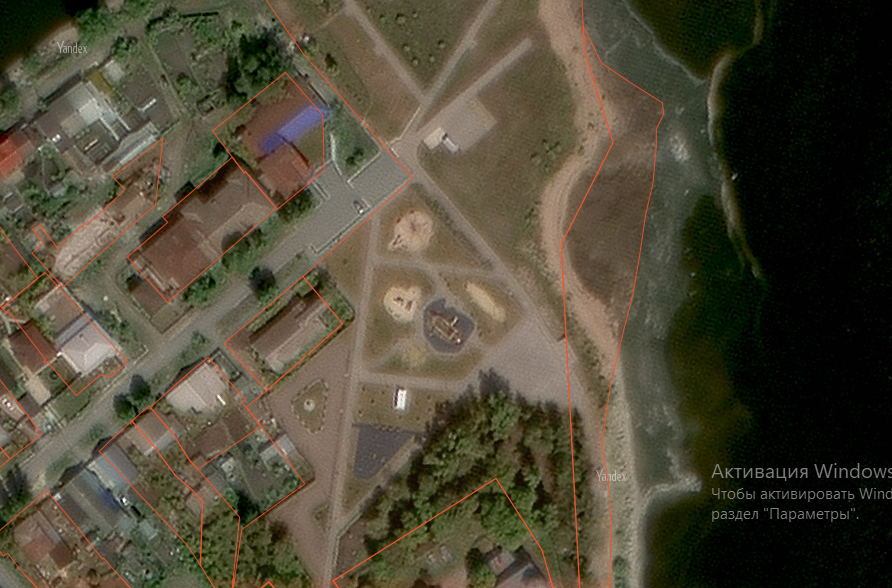 Yandex
Активация Windows
Чтобы активировать Wind
раздел "Параметры".
Yandex